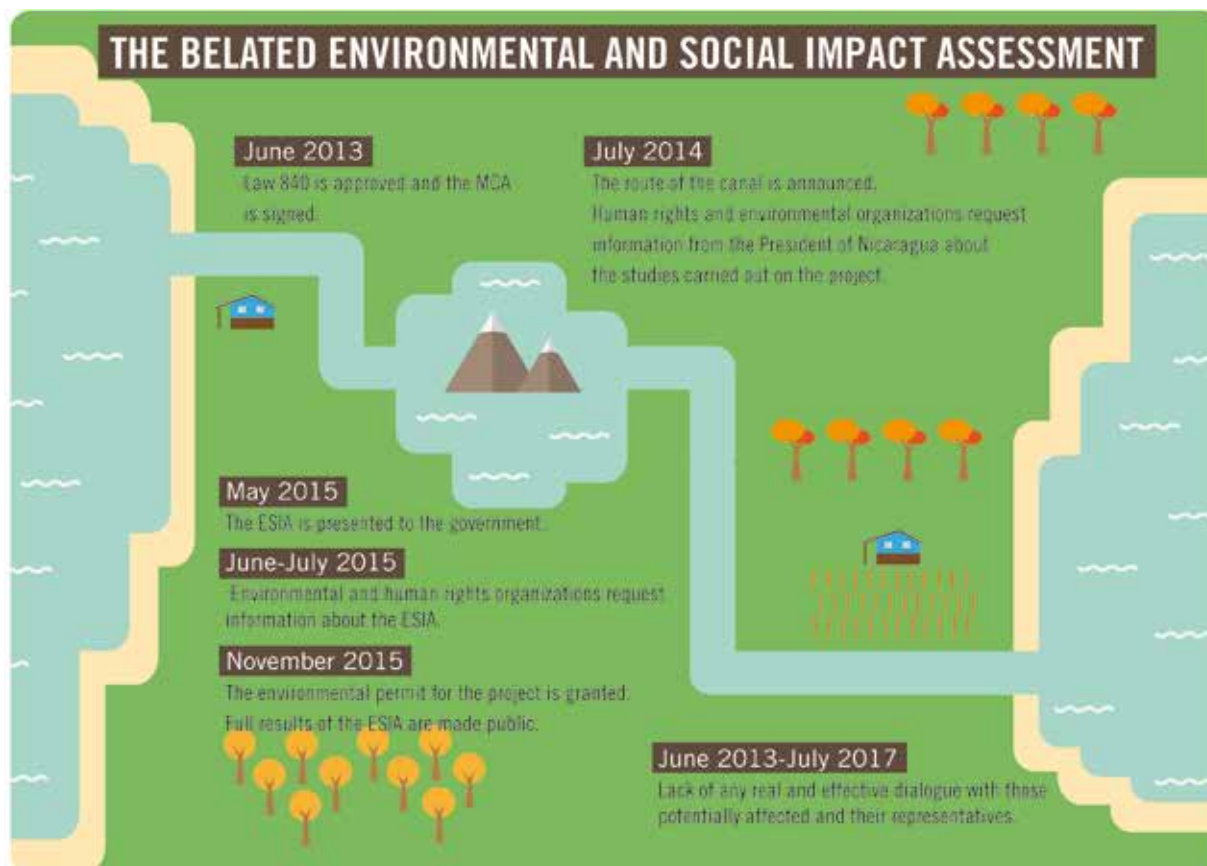 THE BELATED ENVIRONMENTAL AND SOCIAL IMPACT ASSESSMENT
June 2013
Law 840 is approved and the MCA
is signed.
July 2014
The route of the canal is announced.
Human rights and environmental organizations request
information from the President of Nicaragua about
the studies carried out on the project.
May 2015
The ESIA is presented to the government.
June-July 2015
Environmental and human rights organizations request
information about the ESIA.
November 2015
The environmental permit for the project is granted.
Full results of the ESIA are made public.
June 2013-July 2017
Lack of any real and effective dialogue with those
potentially affected and their representatives.